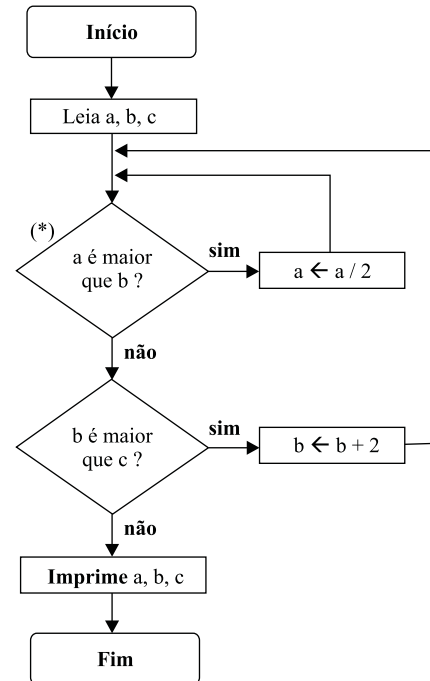 Início
Leia a, b, c
(*)
a é maior
que b ?
sim
a ← a / 2
não
b é maior
que c ?
sim
b ← b + 2
não
Imprime a, b, c
Fim